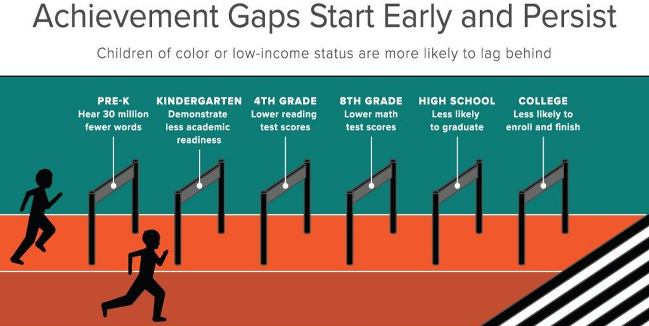 Achievement Gaps Start Early and Persist
Children of color or low-income status are more likely to lag behind
PRE-K
Hear 30 million
fewer words
KINDERGARTEN
Demonstrate
less academic
readiness
4TH GRADE
Lower reading
test scores
8TH GRADE
Lower math
test scores
HIGH SCHOOL
Less likely
to graduate
COLLEGE
Less likely to
enroll and finish